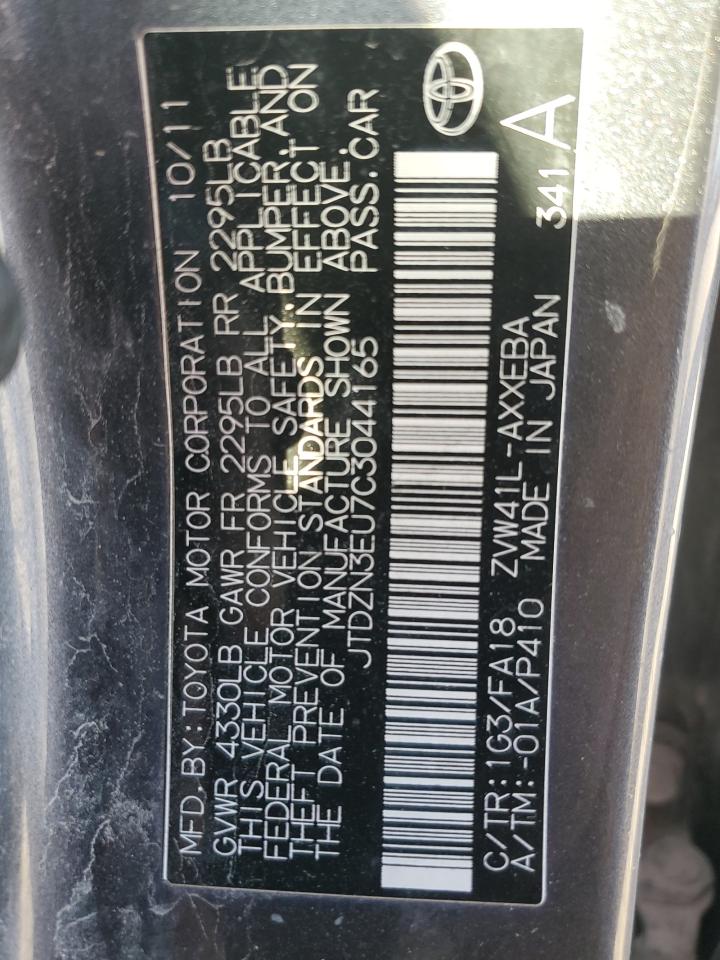 MFD.BY:TOYOTA MOTOR CORPORATION 10/11
GVWR 4330LB GAWR FR 2295LB RR 2295LB
THIS VEHICLE CONFORMS TO ALL APPLICABLE
FEDERAL MOTOR VEHICLE SAFETY,BUMPER,AND
THEFT PREVENTION STANDARDS IN EFFECT ON
THE DATE OF MANUFACTURE SHOWN ABOVE.
JTDZN3EU7C3044165 PASS.CAR
C/TR:1G3/FA18 ZVW41L-AXXEBA
A/TM:-01A/P410 MADE IN JAPAN
341 A